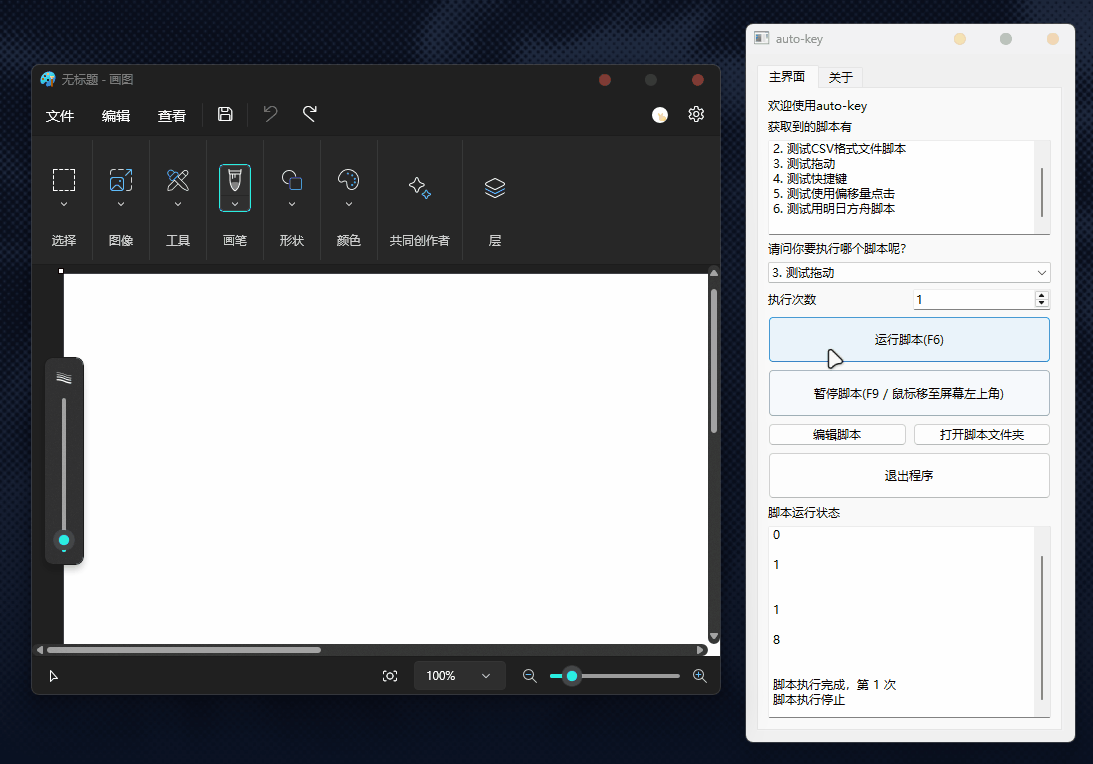 无标题 - 画图
文件 编辑 查看
选择 图像 工具 画笔 形状 颜色 共同创作者 层
100%
auto-key
主界面 关于
欢迎使用auto-key
获取到的脚本有
2. 测试CSV格式文件脚本
3. 测试拖动
4. 测试快捷键
5. 测试使用偏移量点击
6. 测试用明日方舟脚本
请问你要执行哪个脚本呢？
3. 测试拖动
执行次数 1
运行脚本(F6)
暂停脚本(F9 / 鼠标移至屏幕左上角)
编辑脚本 打开脚本文件夹
退出程序
脚本运行状态
0
1
1
8
脚本执行完成，第 1 次
脚本执行停止